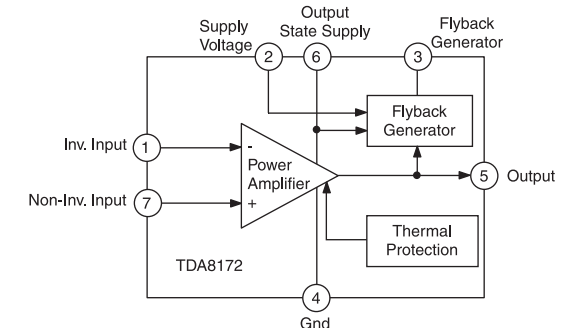 Supply
Voltage
Output
State Supply
Flyback
Generator
2
6
3
Flyback
Generator
Inv. Input
1
-
Power
Amplifier
+
Non-Inv. Input
7
5
Output
Thermal
Protection
TDA8172
4
Gnd